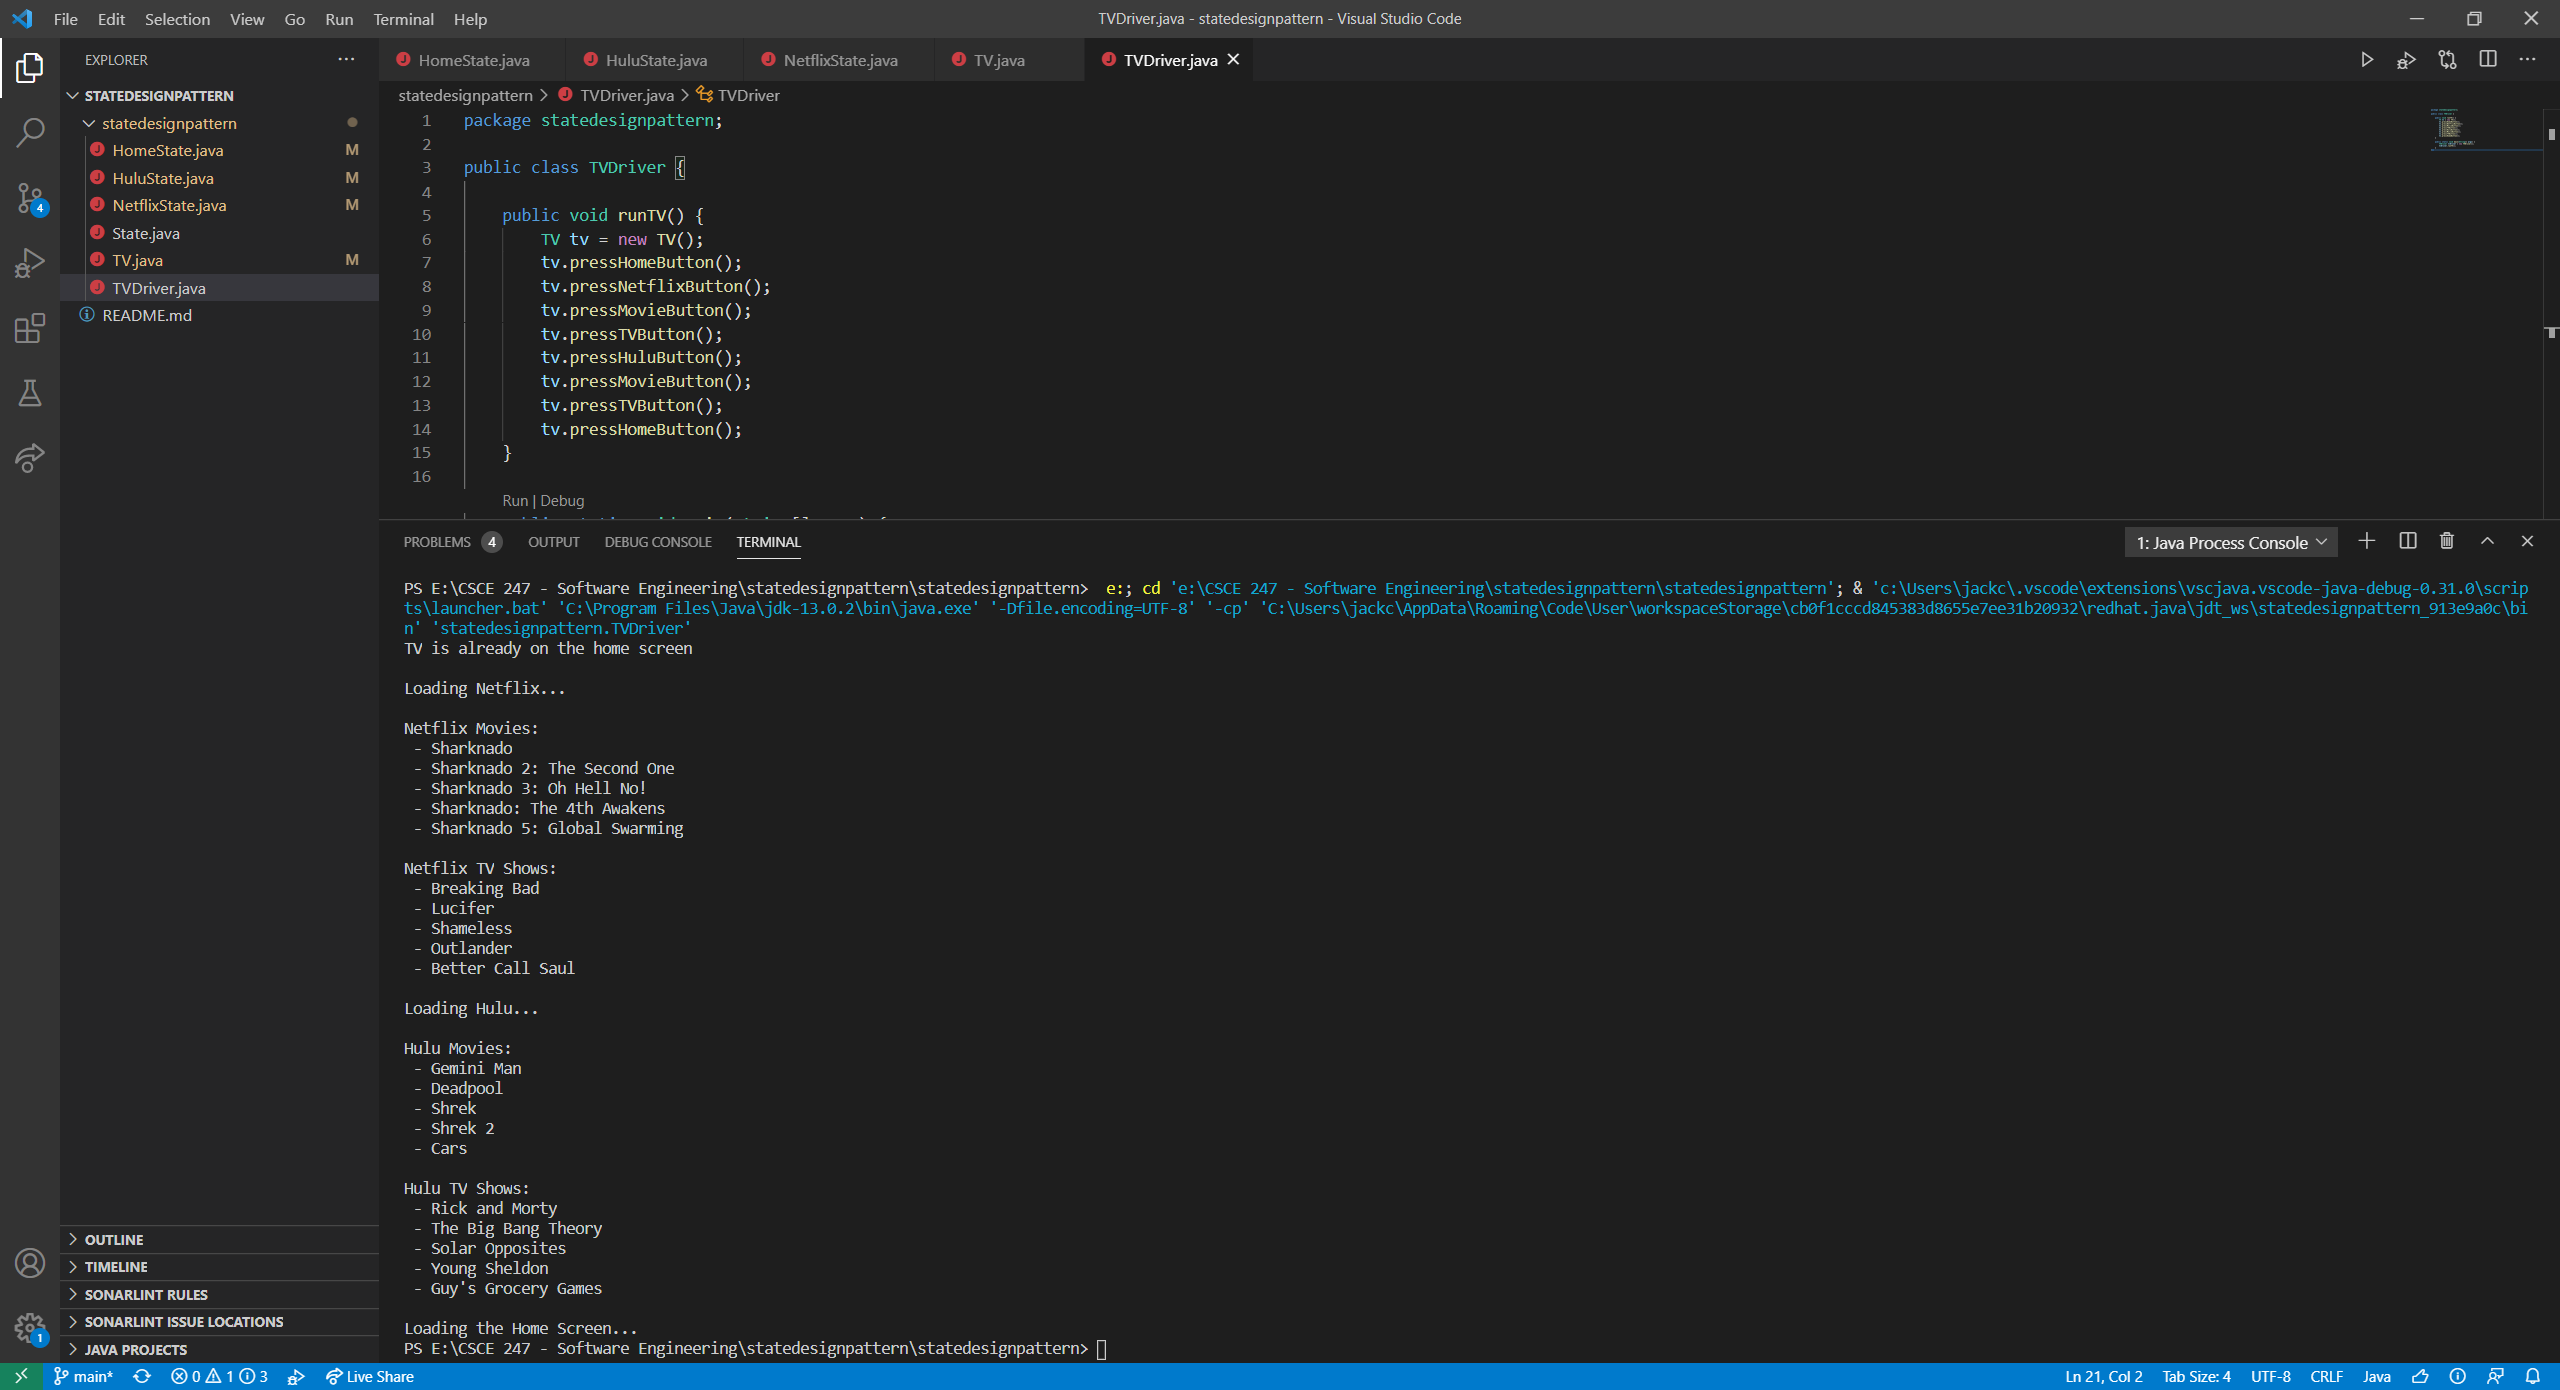 File Edit Selection View Go Run Terminal Help
TVDriver.java - statedesignpattern - Visual Studio Code
EXPLORER
STATEDESIGNPATTERN
statedesignpattern
HomeState.java M
HuluState.java M
NetflixState.java M
State.java
TV.java M
TVDriver.java
README.md
4
OUTLINE
TIMELINE
SONARLINT RULES
SONARLINT ISSUE LOCATIONS
JAVA PROJECTS
1
HomeState.java HuluState.java NetflixState.java TV.java TVDriver.java
statedesignpattern > TVDriver.java > TVDriver
1 package statedesignpattern;
2
3 public class TVDriver {
4
5 public void runTV() {
6 TV tv = new TV();
7 tv.pressHomeButton();
8 tv.pressNetflixButton();
9 tv.pressMovieButton();
10 tv.pressTVButton();
11 tv.pressHuluButton();
12 tv.pressMovieButton();
13 tv.pressTVButton();
14 tv.pressHomeButton();
15 }
16
Run | Debug
PROBLEMS 4 OUTPUT DEBUG CONSOLE TERMINAL
1: Java Process Console
PS E:\CSCE 247 - Software Engineering\statedesignpattern\statedesignpattern>  e:; cd 'e:\CSCE 247 - Software Engineering\statedesignpattern\statedesignpattern'; & 'c:\Users\jackc\.vscode\extensions\vscjava.vscode-java-debug-0.31.0\scrip
ts\launcher.bat' 'C:\Program Files\Java\jdk-13.0.2\bin\java.exe' '-Dfile.encoding=UTF-8' '-cp' 'C:\Users\jackc\AppData\Roaming\Code\User\workspaceStorage\cb0f1cccd845383d8655e7ee31b20932\redhat.java\jdt_ws\statedesignpattern_913e9a0c\bi
n' 'statedesignpattern.TVDriver'
TV is already on the home screen
Loading Netflix...
Netflix Movies:
- Sharknado
- Sharknado 2: The Second One
- Sharknado 3: Oh Hell No!
- Sharknado: The 4th Awakens
- Sharknado 5: Global Swarming
Netflix TV Shows:
- Breaking Bad
- Lucifer
- Shameless
- Outlander
- Better Call Saul
Loading Hulu...
Hulu Movies:
- Gemini Man
- Deadpool
- Shrek
- Shrek 2
- Cars
Hulu TV Shows:
- Rick and Morty
- The Big Bang Theory
- Solar Opposites
- Young Sheldon
- Guy's Grocery Games
Loading the Home Screen...
PS E:\CSCE 247 - Software Engineering\statedesignpattern\statedesignpattern>
main* 0 1 3 Live Share
Ln 21, Col 2 Tab Size: 4 UTF-8 CRLF Java